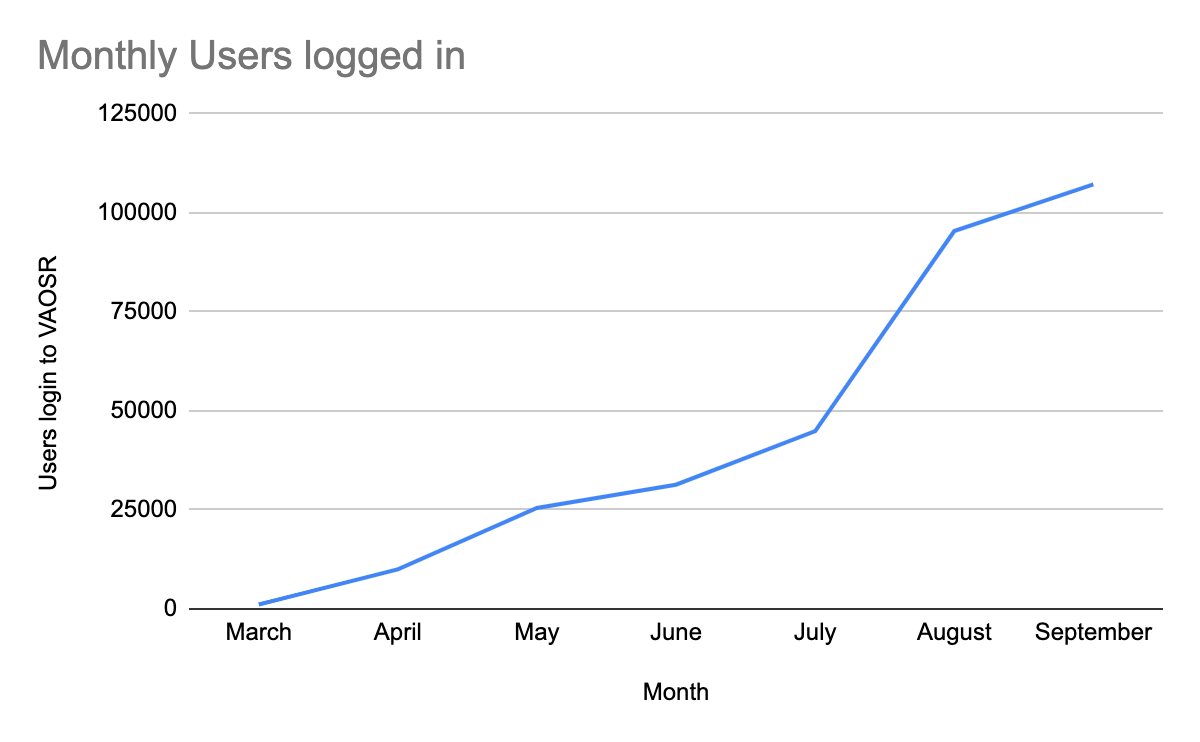 Monthly Users logged in
125000
100000
75000
50000
25000
0
Users login to VAOSR
March April May June July August September
Month